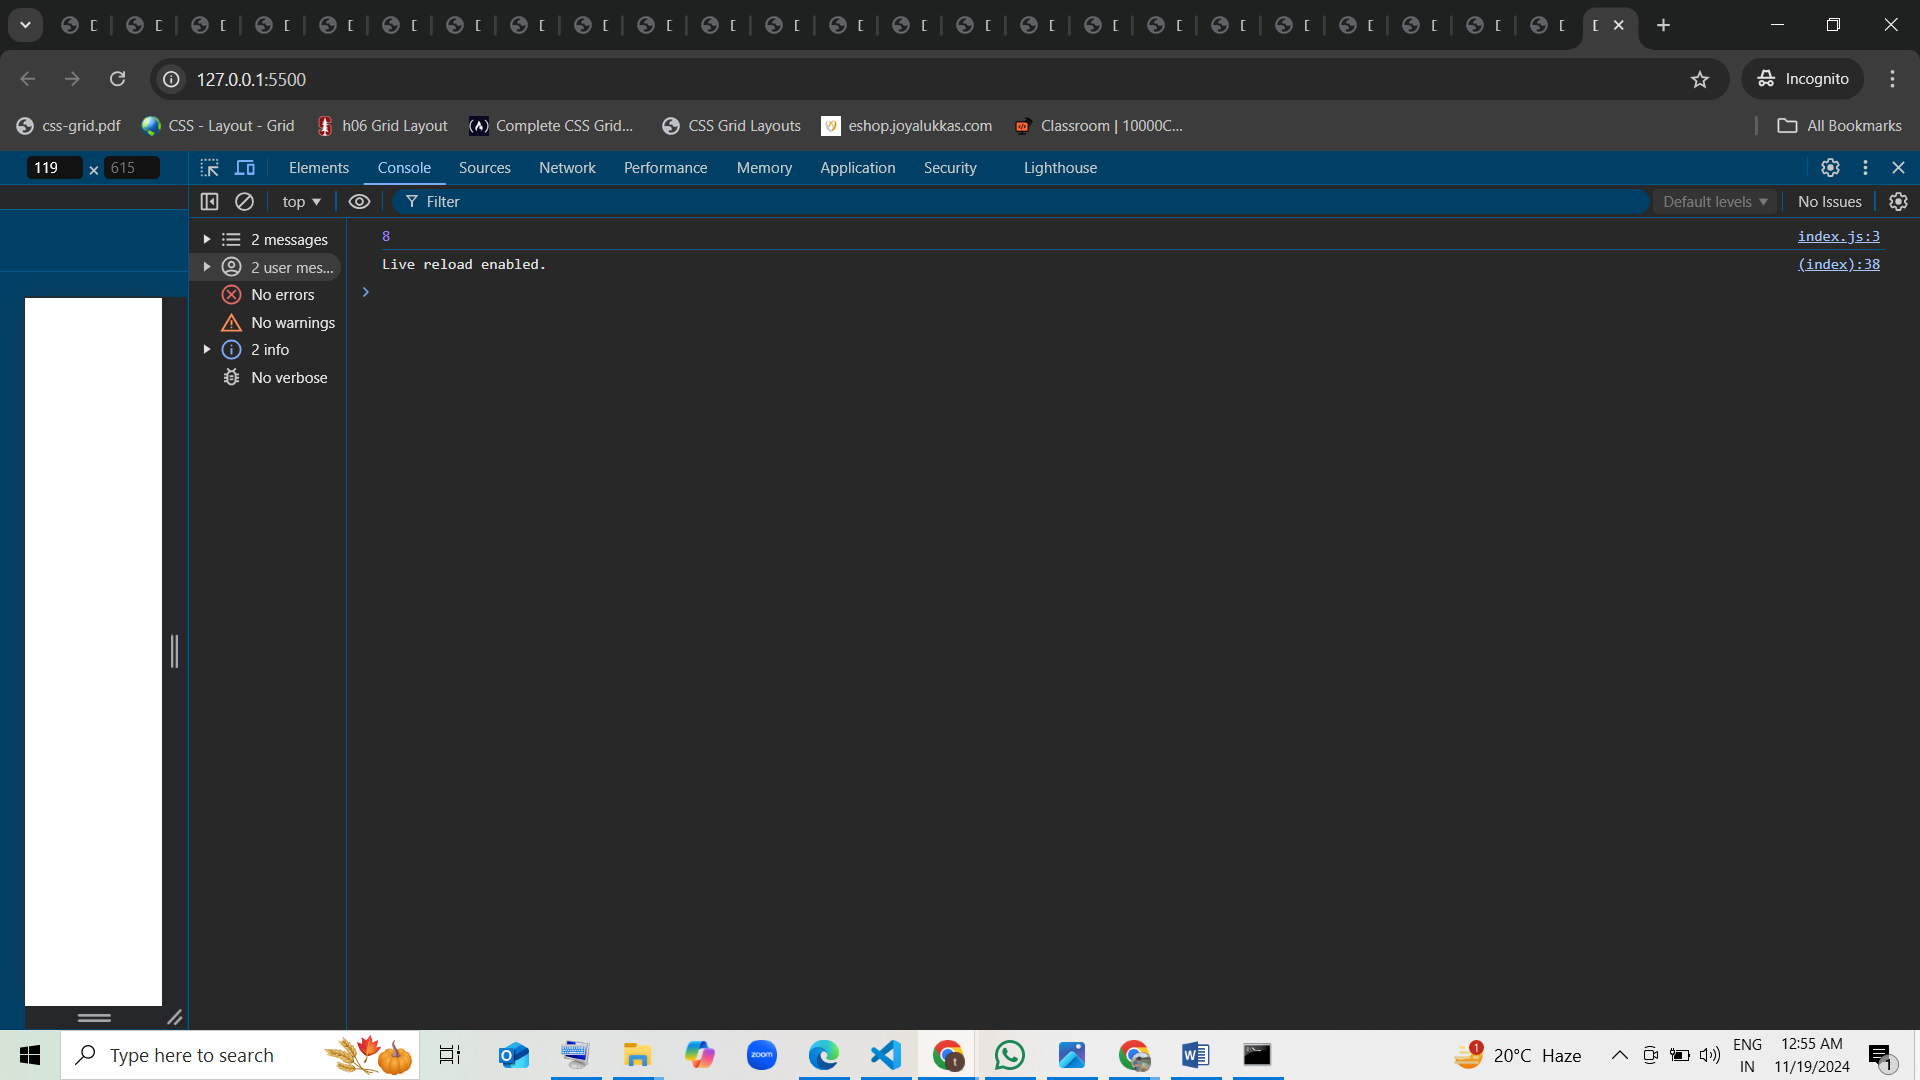 127.0.0.1:5500
Incognito
css-grid.pdf CSS - Layout - Grid h06 Grid Layout Complete CSS Grid... CSS Grid Layouts eshop.joyalukkas.com Classroom | 10000C... All Bookmarks
119 × 615 Elements Console Sources Network Performance Memory Application Security Lighthouse
top Filter Default levels No Issues
2 messages
2 user mes...
No errors
No warnings
2 info
No verbose
8 index.js:3
Live reload enabled. (index):38
Type here to search
zoom
1
20°C Haze
ENG
IN
12:55 AM
11/19/2024
1